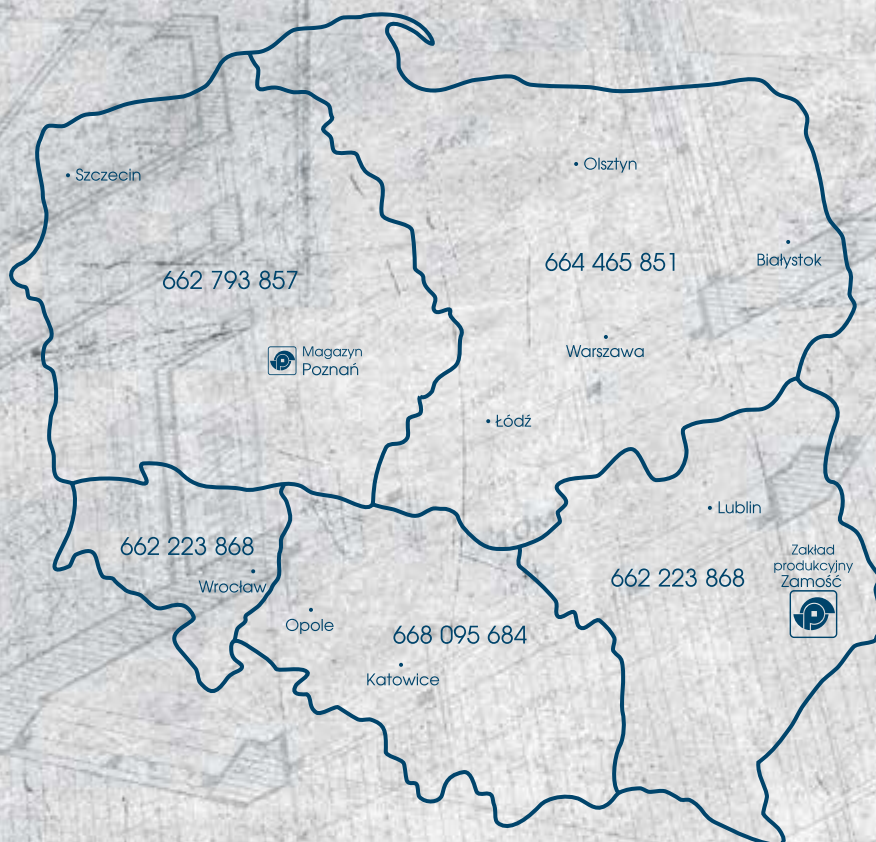 Szczecin
Olsztyn
Białystok
662 793 857
664 465 851
Magazyn
Poznań
Warszawa
Łódź
Lublin
662 223 868
Wrocław
Opole
668 095 684
Katowice
662 223 868
Zakład
produkcyjny
Zamość